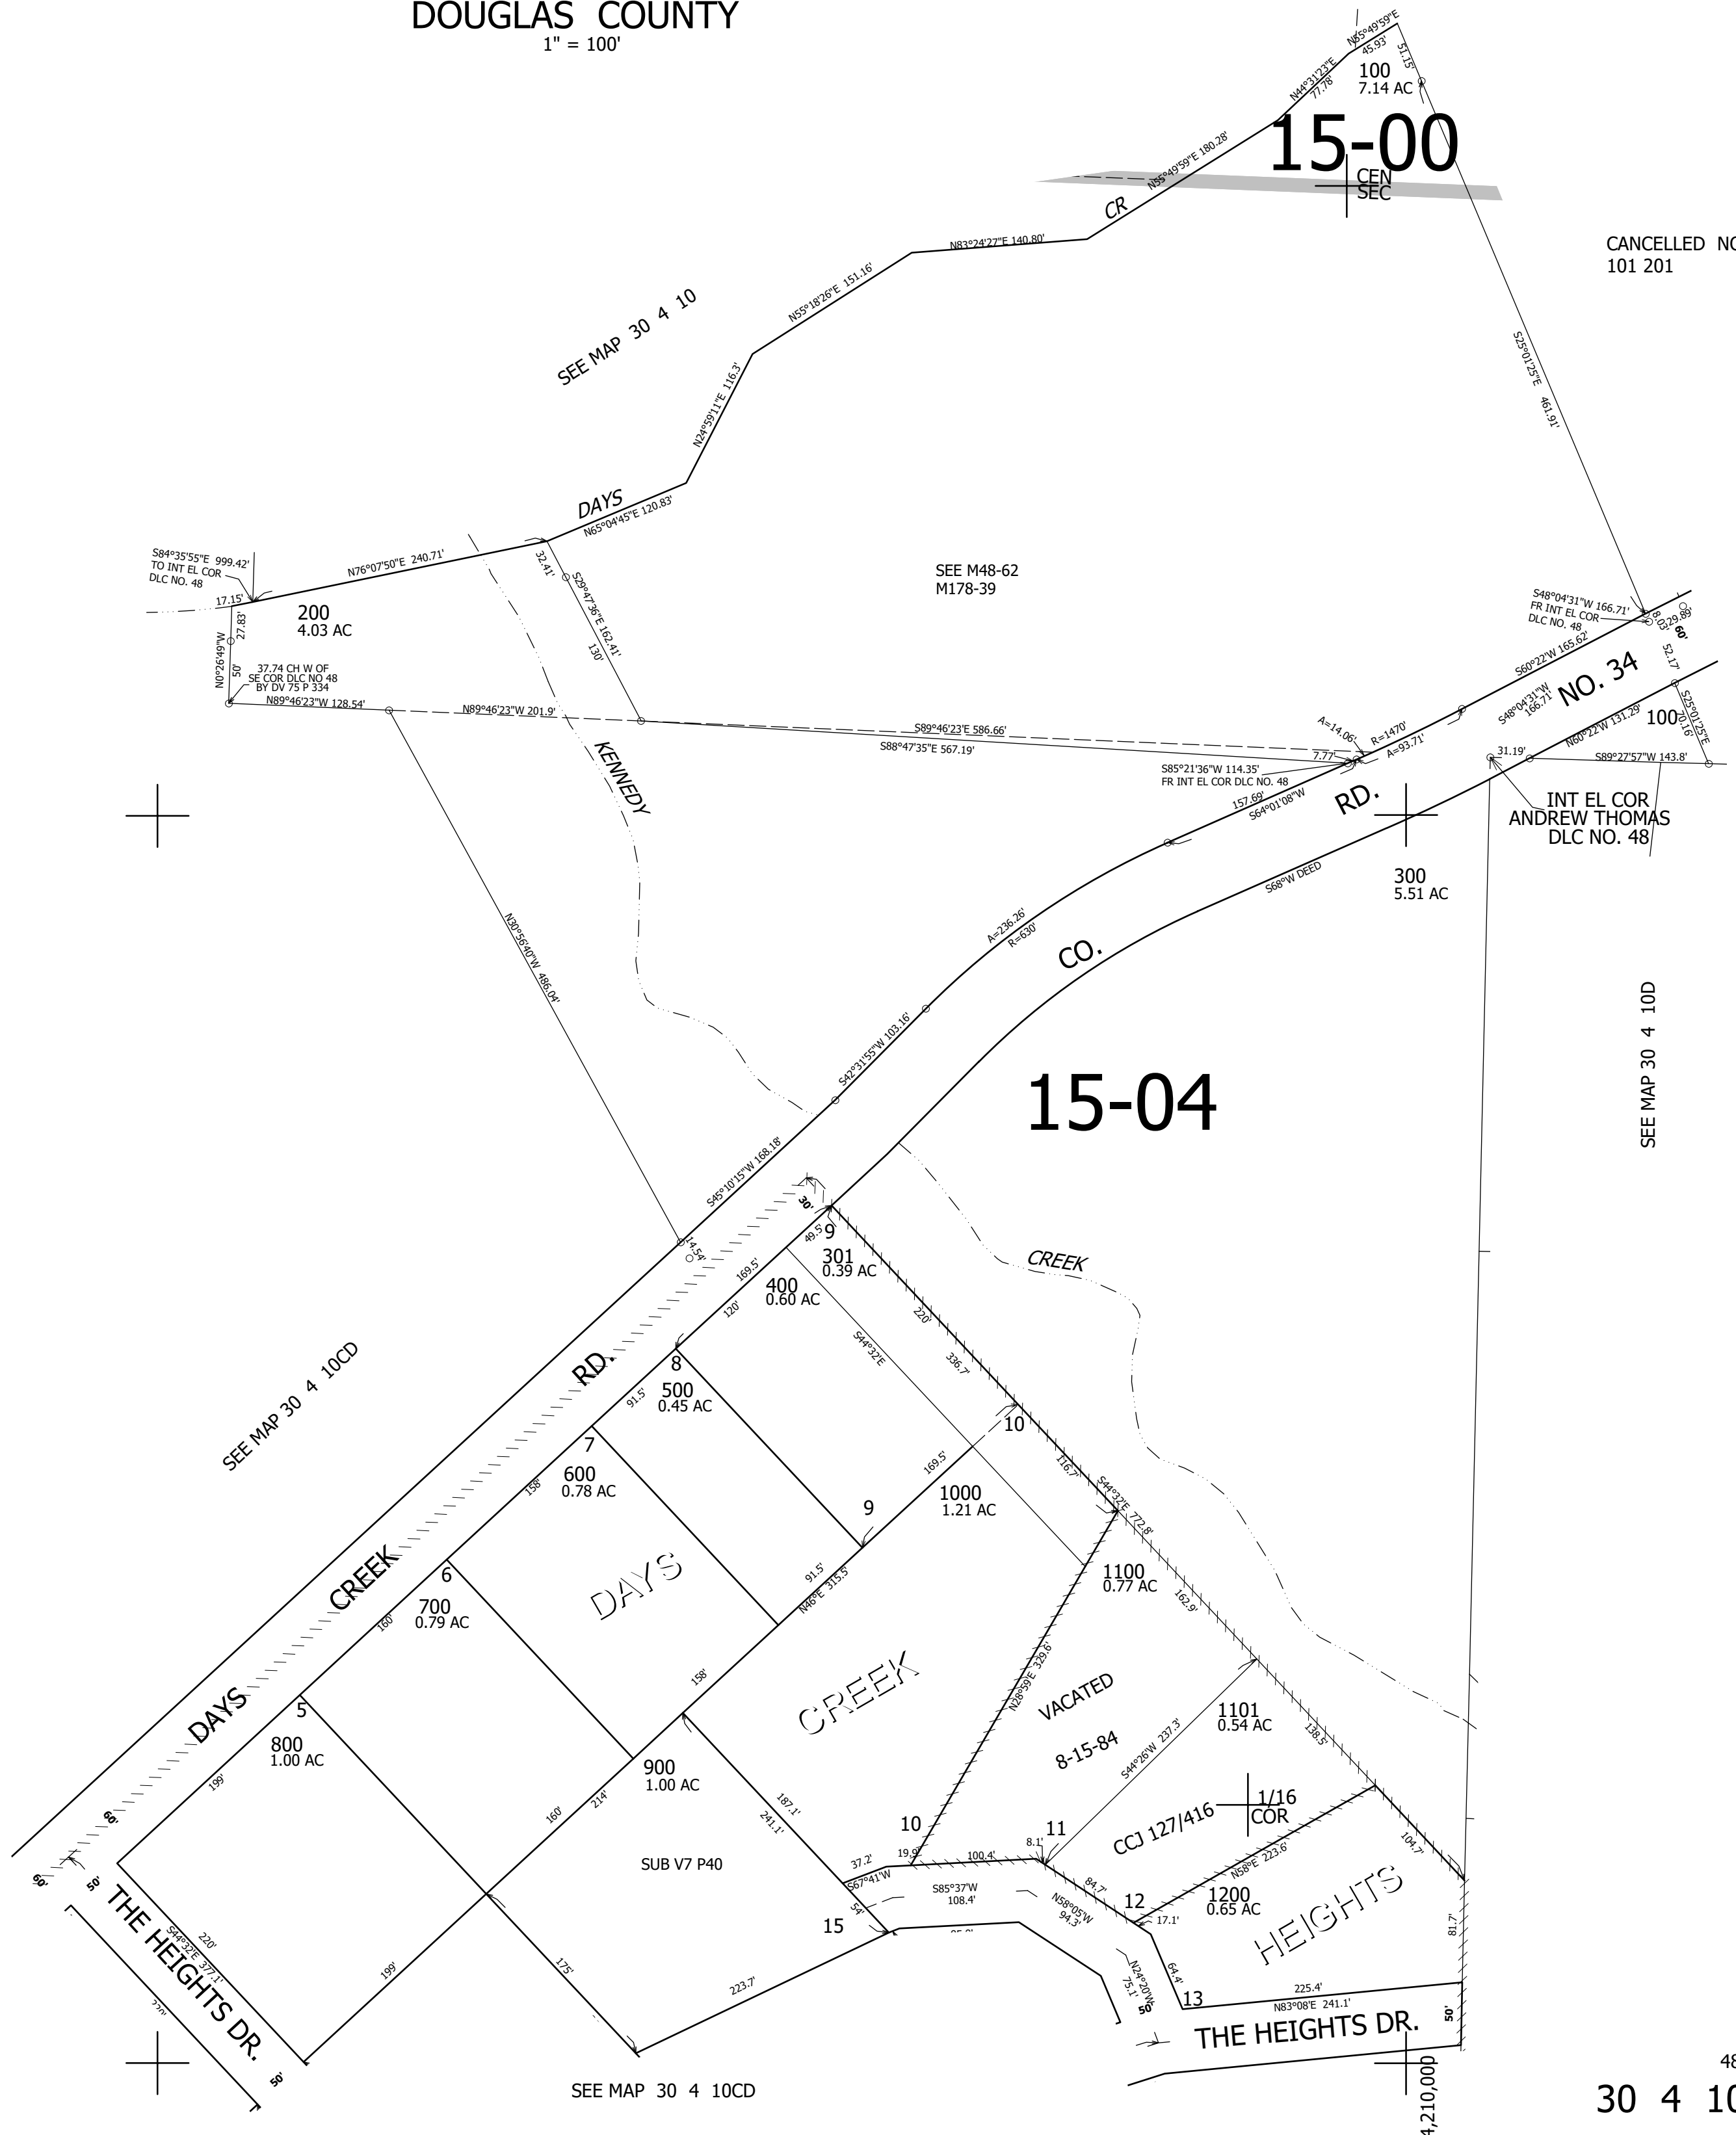 DOUGLAS COUNTY
1" = 100'
N55°49'59"E
45.93'
51.15'
100
7.14 AC
N44°31'23"E
77.78'
15-00
CEN
SEC
N55°49'59"E 180.28'
CR
N83°24'27"E 140.80'
CANCELLED NO
101 201
N55°18'26"E 151.16'
SEE MAP 30 4 10
S25°01'25"E 461.91'
N24°59'11"E 116.3'
DAYS
N65°04'45"E 120.83'
S84°35'55"E 999.42'
TO INT EL COR
DLC NO. 48
N76°07'50"E 240.71'
32.41'
S29°47'36"E 162.41'
130'
SEE M48-62
M178-39
17.15'
200
4.03 AC
27.83'
N0°26'49"W
50'
37.74 CH W OF
SE COR DLC NO 48
BY DV 75 P 334
N89°46'23"W 128.54'
N89°46'23"W 201.9'
S89°46'23"E 586.66'
S88°47'35"E 567.19'
S48°04'31"W 166.71'
FR INT EL COR
DLC NO. 48
8.03'
29.89'
60'
52.17'
S60°22'W 165.62'
NO. 34
S48°04'31"W
166.71'
A=14.06'
R=1470'
A=93.71'
7.77'
S85°21'36"W 114.35'
FR INT EL COR DLC NO. 48
100
S25°01'25"E
70.16'
N60°22'W 131.29'
31.19'
S89°27'57"W 143.8'
KENNEDY
157.69'
S64°01'08"W
RD.
INT EL COR
ANDREW THOMAS
DLC NO. 48
300
5.51 AC
S68°W DEED
A=236.26'
R=630'
CO.
N30°56'40"W 486.04'
S42°31'55"W 103.16'
15-04
SEE MAP 30 4 10D
S45°10'15"W 168.18'
14.54'
30'
9
49.5'
301
0.39 AC
CREEK
169.5'
400
0.60 AC
120'
220'
S44°32'E
336.7'
SEE MAP 30 4 10CD
RD.
8
500
0.45 AC
91.5'
10
7
600
0.78 AC
158'
169.5'
116.7'
9
1000
1.21 AC
S44°32'E 772.8'
CREEK
6
700
0.79 AC
160'
DAYS
91.5'
N46°E 315.5'
1100
0.77 AC
162.9'
DAYS
5
800
1.00 AC
199'
158'
CREEK
N28°59'E 329.6'
VACATED
8-15-84
1101
0.54 AC
138.5'
900
1.00 AC
S44°26'W 237.3'
60'
160'
214'
187.1'
241.1'
1/16
COR
CCJ 127/416
10
11
8.1'
104.7'
SUB V7 P40
37.2'
19.9'
100.4'
N58°E 223.6'
60'
50'
S67°41'W
S85°37'W
108.4'
84.7'
N58°05'W
94.3'
12
17.1'
1200
0.65 AC
HEIGHTS
81.7'
THE HEIGHTS DR.
220'
S44°32'E 377.1'
54'
15
199'
175'
223.7'
N24°20'W
75.1'
64.4'
50'
13
225.4'
N83°08'E 241.1'
50'
THE HEIGHTS DR.
50'
SEE MAP 30 4 10CD
4,210,000
48
30 4 10